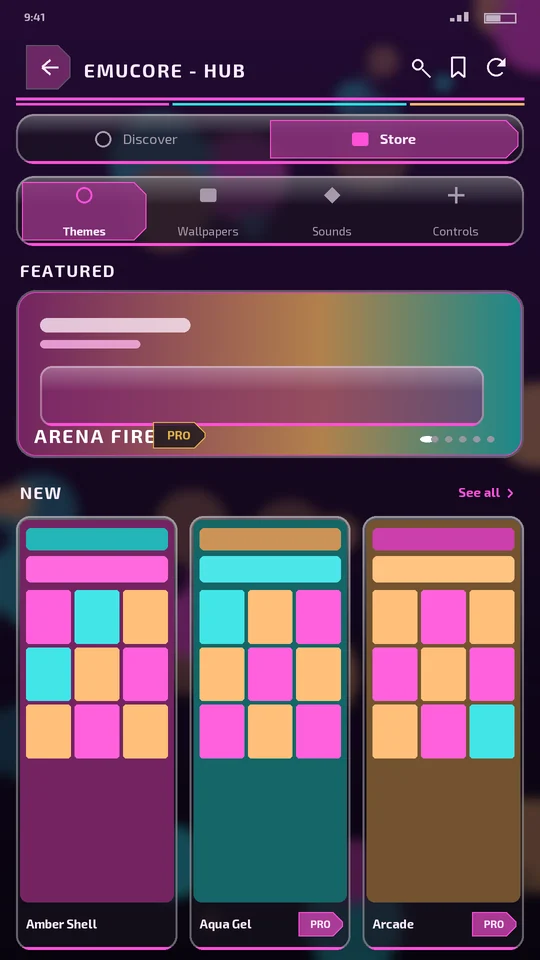 9:41
EMUCORE - HUB
Discover
Store
Themes
Wallpapers
Sounds
Controls
FEATURED
ARENA FIRE
PRO
NEW
See all
Amber Shell
Aqua Gel
PRO
Arcade
PRO